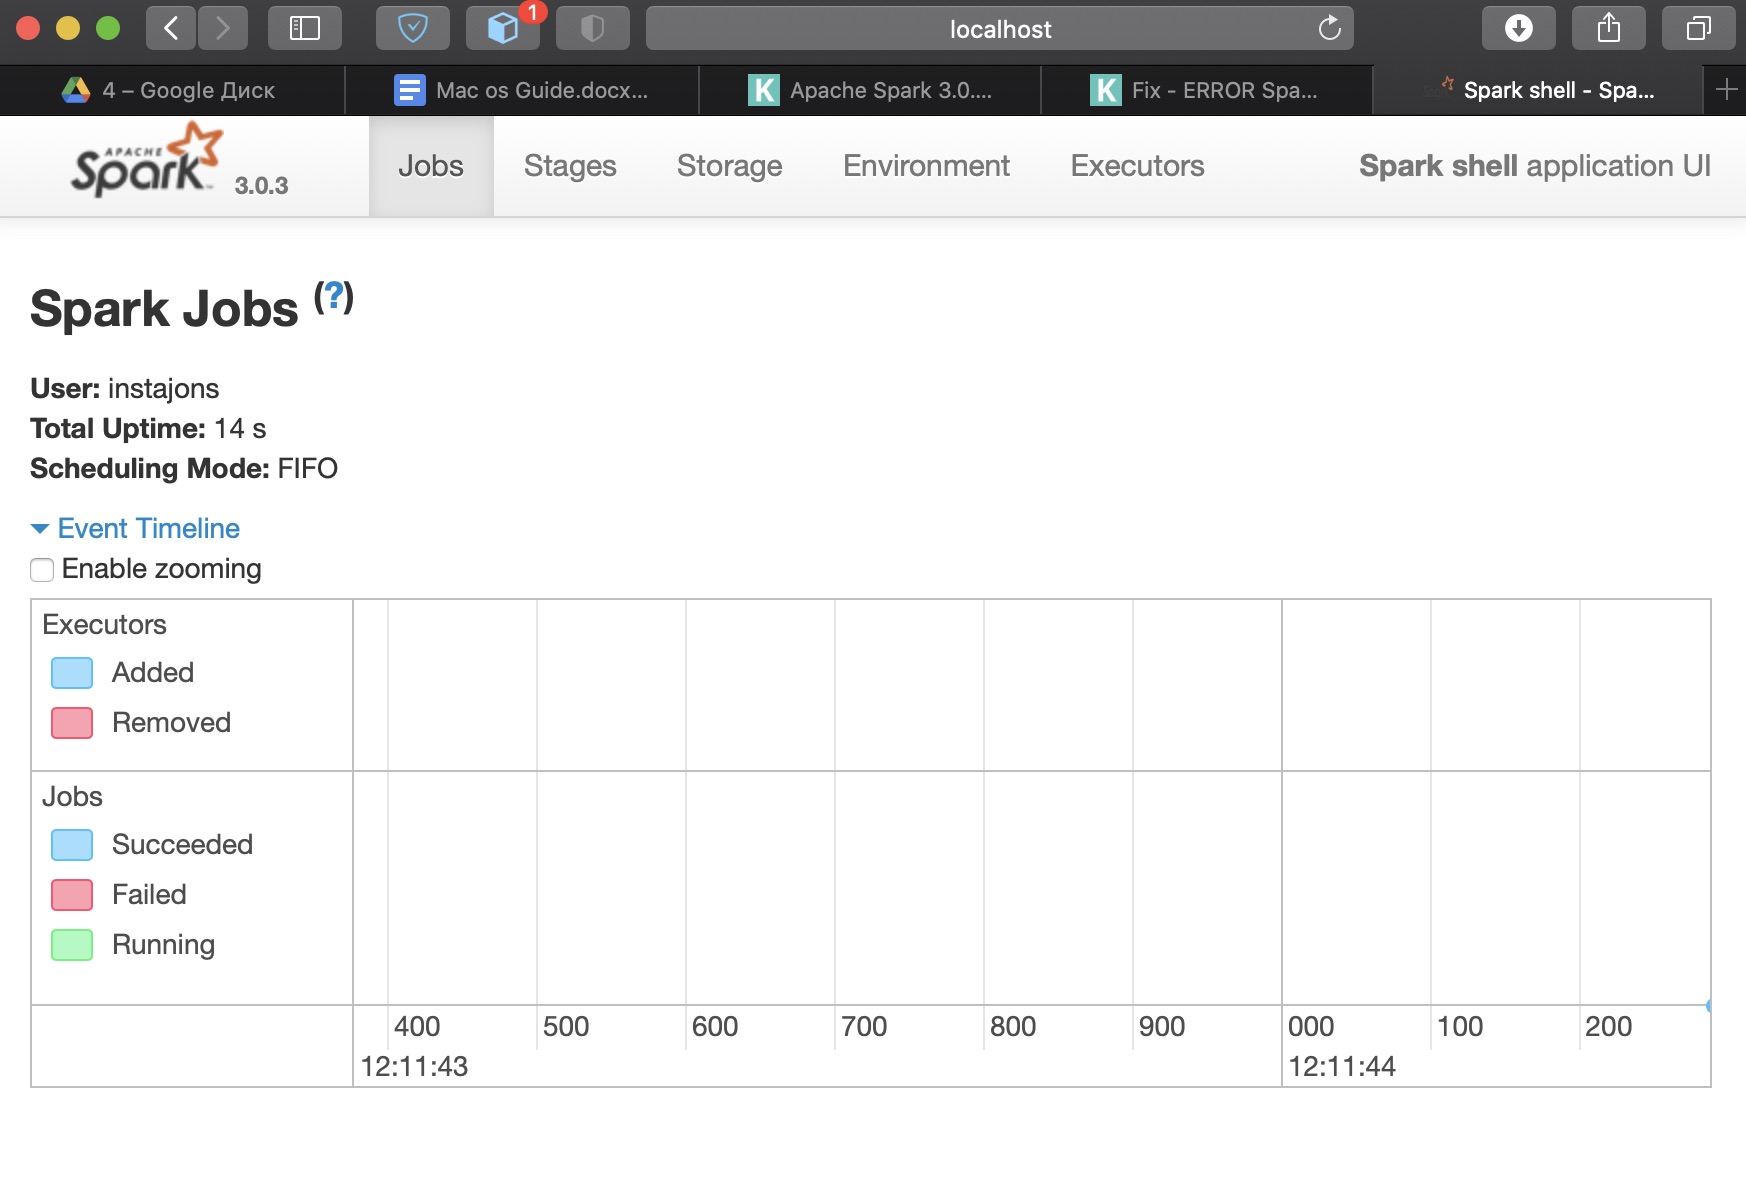 1
localhost
4 – Google Диск
Mac os Guide.docx...
K
Apache Spark 3.0....
K
Fix - ERROR Spa...
Spark shell - Spa...
APACHE
Spark™
3.0.3
Jobs
Stages
Storage
Environment
Executors
Spark shell application UI
Spark Jobs (?)
User: instajons
Total Uptime: 14 s
Scheduling Mode: FIFO
Event Timeline
Enable zooming
Executors
Added
Removed
Jobs
Succeeded
Failed
Running
400 500 600 700 800 900 000 100 200
12:11:43 12:11:44